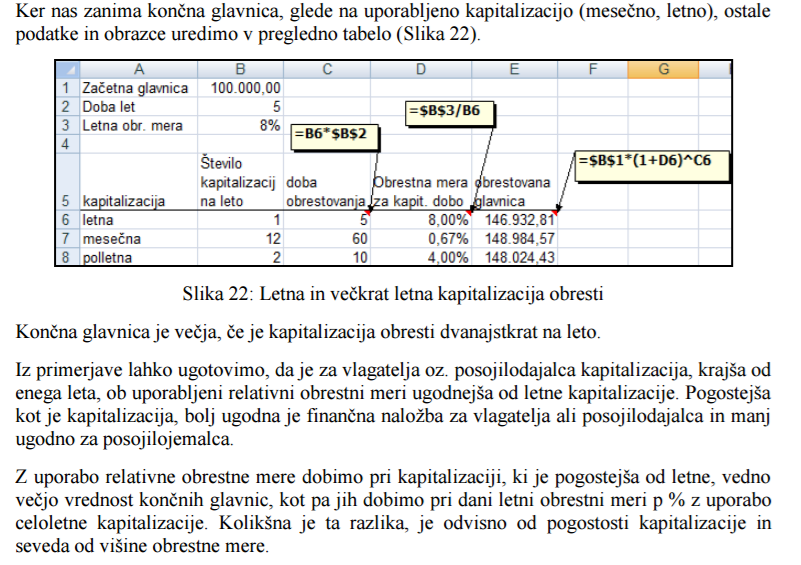 Ker nas zanima končna glavnica, glede na uporabljeno kapitalizacijo (mesečno, letno), ostale
podatke in obrazce uredimo v pregledno tabelo (Slika 22).
A B C D E F G
1 Začetna glavnica 100.000,00
2 Doba let 5
=$B$3/B6
3 Letna obr. mera 8%
=B6*$B$2
4
=$B$1*(1+D6)^C6
Število
kapitalizacij doba Obrestna mera obrestovana
5 kapitalizacija na leto obrestovanja za kapit. dobo glavnica
6 letna 1 5 8,00% 146.932,81
7 mesečna 12 60 0,67% 148.984,57
8 polletna 2 10 4,00% 148.024,43
Slika 22: Letna in večkrat letna kapitalizacija obresti
Končna glavnica je večja, če je kapitalizacija obresti dvanajstkrat na leto.
Iz primerjave lahko ugotovimo, da je za vlagatelja oz. posojilodajalca kapitalizacija, krajša od
enega leta, ob uporabljeni relativni obrestni meri ugodnejša od letne kapitalizacije. Pogostejša
kot je kapitalizacija, bolj ugodna je finančna naložba za vlagatelja ali posojilodajalca in manj
ugodno za posojilojemalca.
Z uporabo relativne obrestne mere dobimo pri kapitalizaciji, ki je pogostejša od letne, vedno
večjo vrednost končnih glavnic, kot pa jih dobimo pri dani letni obrestni meri p % z uporabo
celoletne kapitalizacije. Kolikšna je ta razlika, je odvisno od pogostosti kapitalizacije in
seveda od višine obrestne mere.